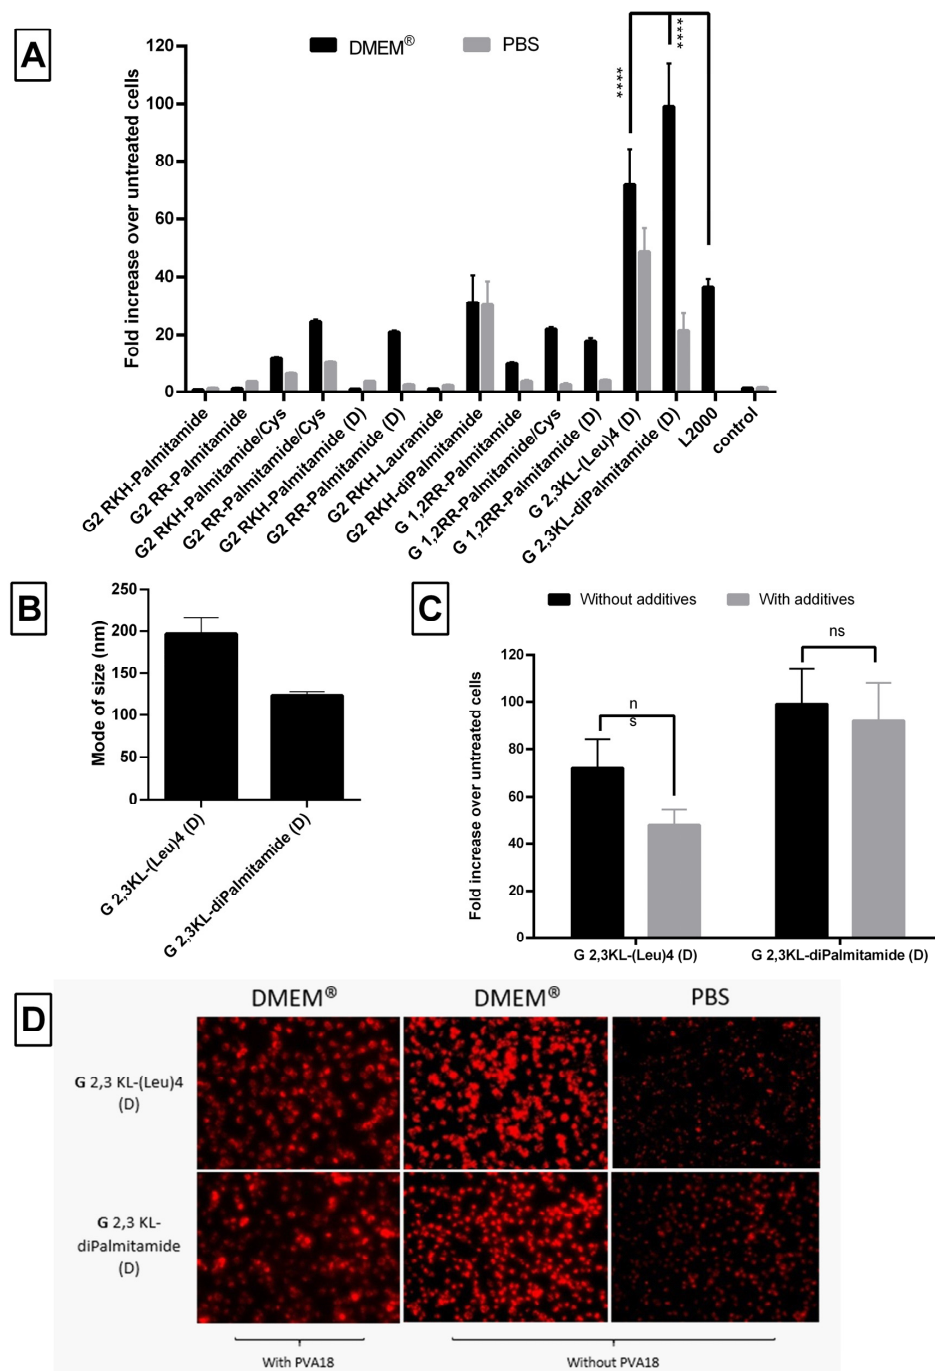 A
DMEM®
PBS
****
****
Fold increase over untreated cells
120
100
80
60
40
20
0
G2 RKH-Palmitamide
G2 RR-Palmitamide
G2 RKH-Palmitamide/Cys
G2 RR-Palmitamide/Cys
G2 RKH-Palmitamide (D)
G2 RR-Palmitamide (D)
G2 RKH-Lauramide
G2 RKH-diPalmitamide
G 1,2RR-Palmitamide
G 1,2RR-Palmitamide/Cys
G 1,2RR-Palmitamide (D)
G 2,3KL-(Leu)4 (D)
G 2,3KL-diPalmitamide (D)
L2000
control
B
Mode of size (nm)
250
200
150
100
50
0
G 2,3KL-(Leu)4 (D)
G 2,3KL-diPalmitamide (D)
C
Without additives
With additives
Fold increase over untreated cells
120
100
80
60
40
20
0
n
s
ns
G 2,3KL-(Leu)4 (D)
G 2,3KL-diPalmitamide (D)
D
DMEM®
DMEM®
PBS
G 2,3 KL-(Leu)4
(D)
G 2,3 KL-
diPalmitamide
(D)
With PVA18
Without PVA18